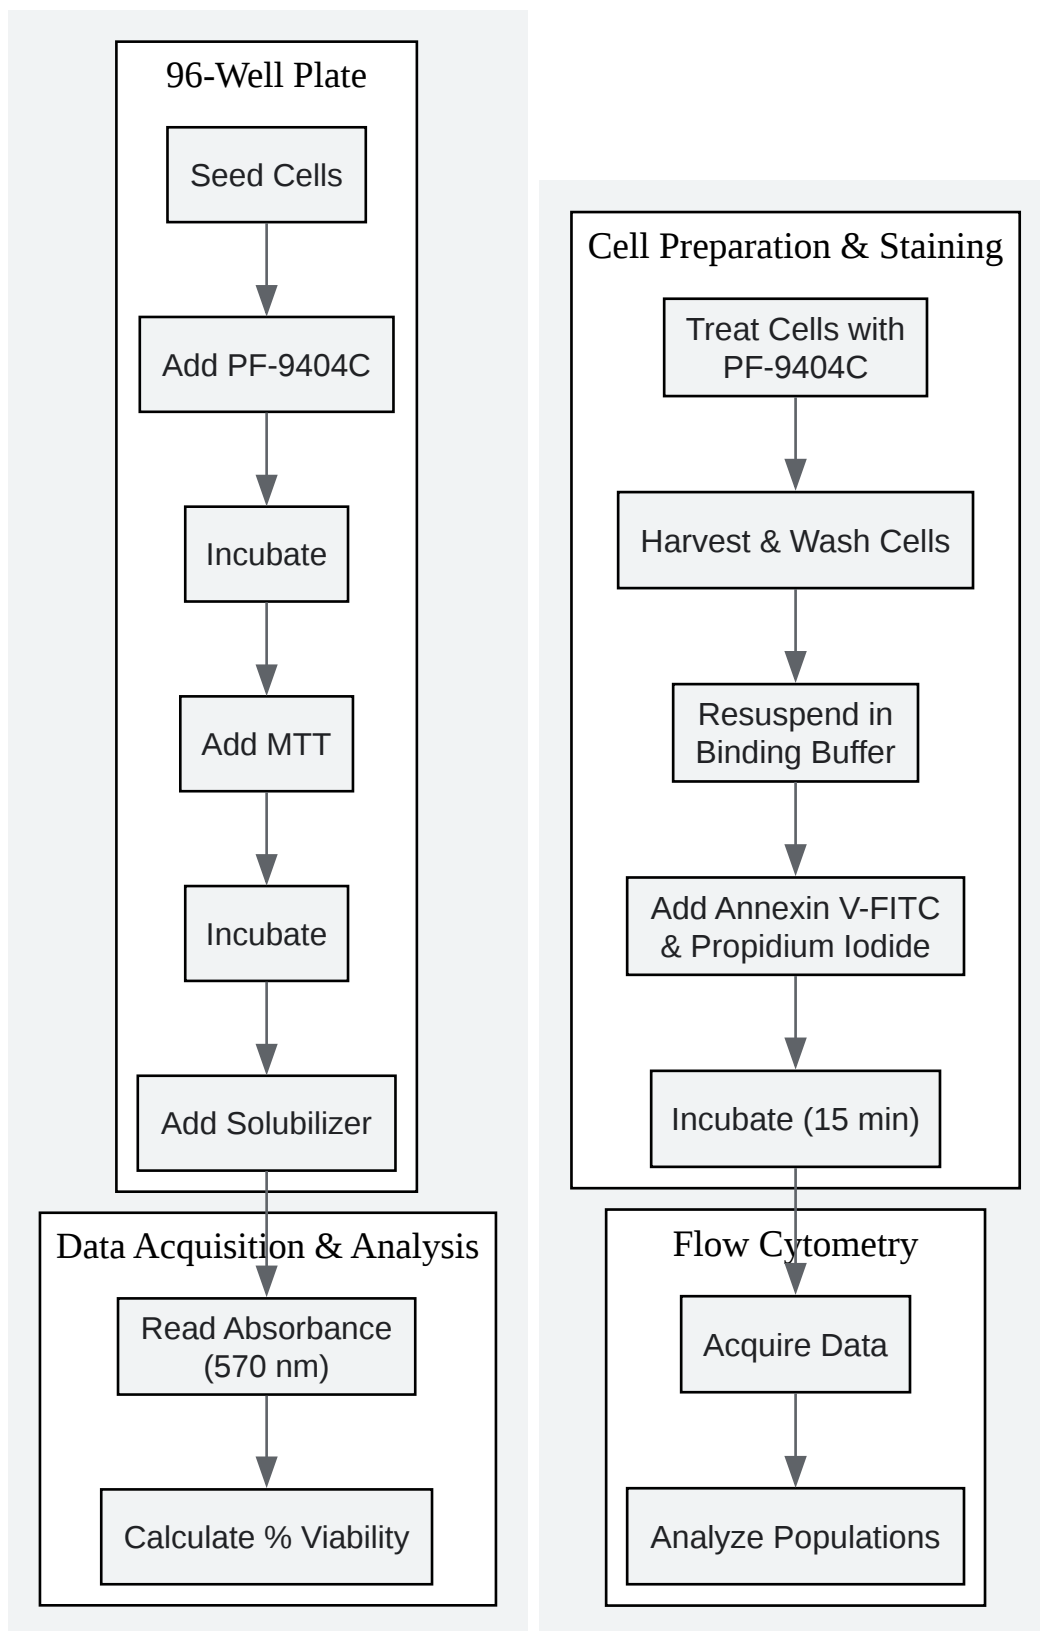 96-Well Plate
Seed Cells
Add PF-9404C
Incubate
Add MTT
Incubate
Add Solubilizer
Data Acquisition & Analysis
Read Absorbance
(570 nm)
Calculate % Viability
Cell Preparation & Staining
Treat Cells with
PF-9404C
Harvest & Wash Cells
Resuspend in
Binding Buffer
Add Annexin V-FITC
& Propidium Iodide
Incubate (15 min)
Flow Cytometry
Acquire Data
Analyze Populations